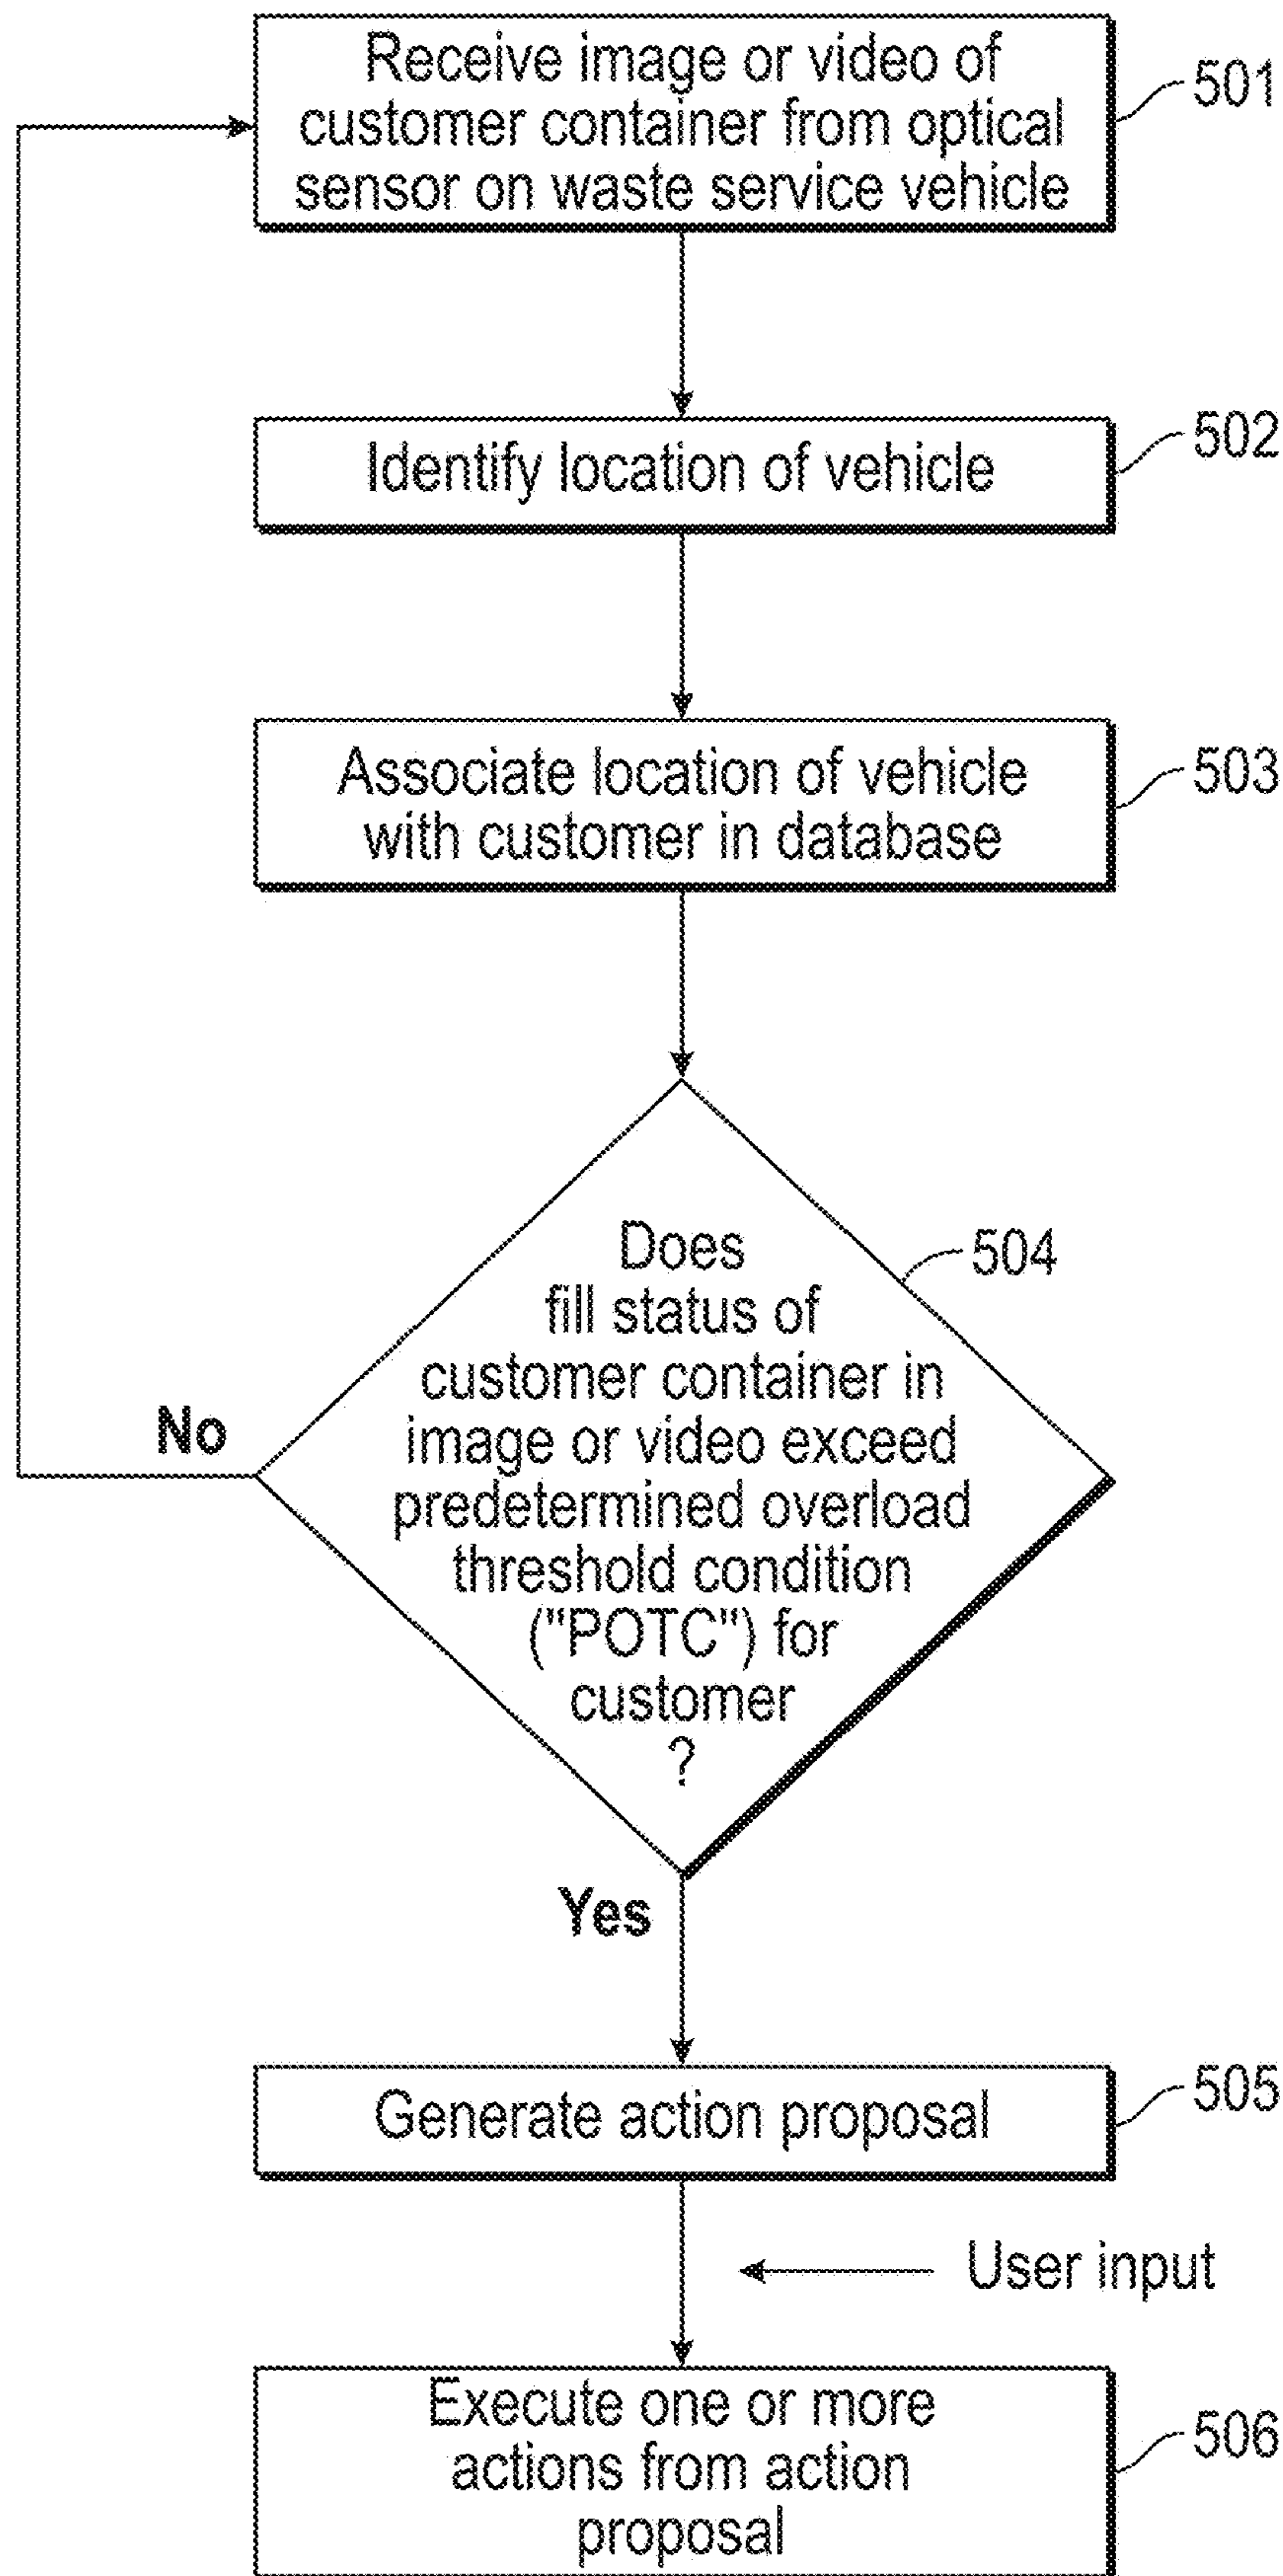 Receive image or video of
customer container from optical
sensor on waste service vehicle
501
Identify location of vehicle
502
Associate location of vehicle
with customer in database
503
Does
fill status of
customer container in
image or video exceed
predetermined overload
threshold condition
("POTC") for
customer
?
504
No
Yes
Generate action proposal
505
User input
Execute one or more
actions from action
proposal
506